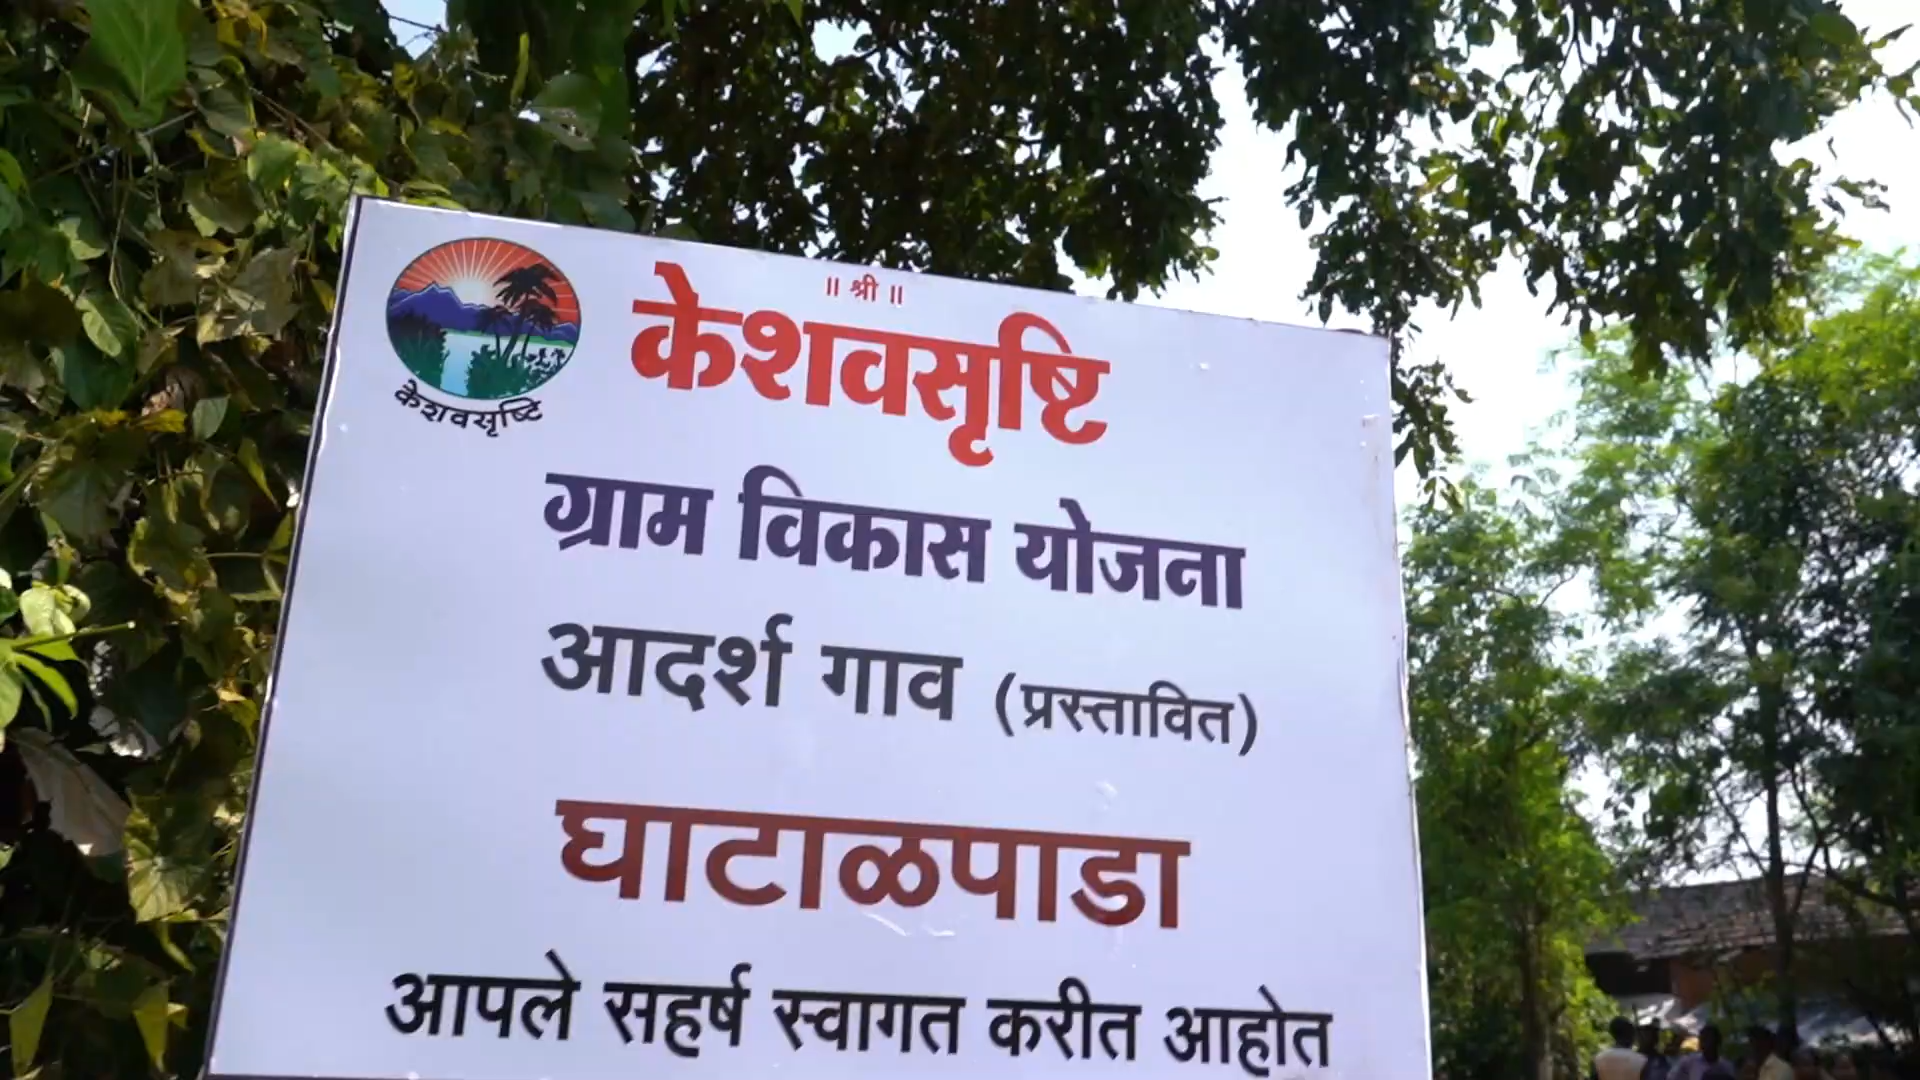 ॥ श्री ॥
केशवसृष्टि
केशवसृष्टि
ग्राम विकास योजना
आदर्श गाव (प्रस्तावित)
घाटाळपाडा
आपले सहर्ष स्वागत करीत आहोत